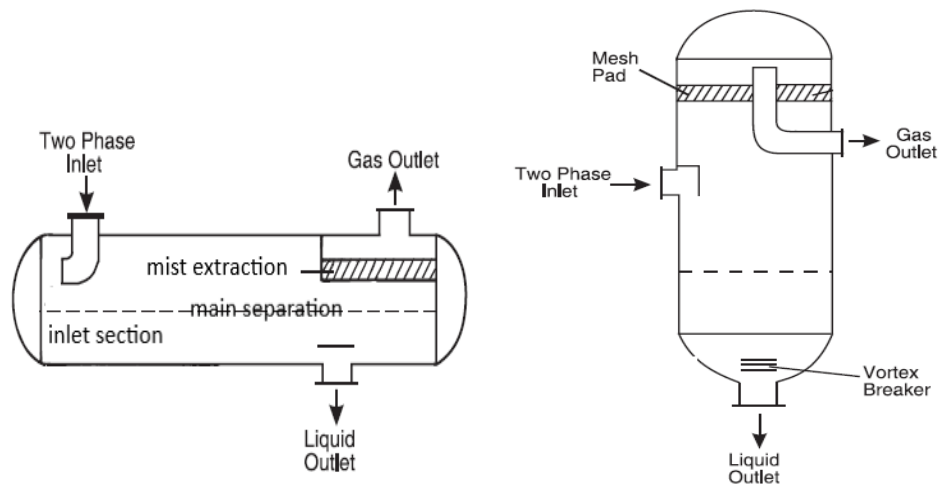 Two Phase
Inlet
Gas Outlet
mist extraction
main separation
inlet section
Liquid
Outlet
Mesh
Pad
Gas
Outlet
Two Phase
Inlet
Vortex
Breaker
Liquid
Outlet